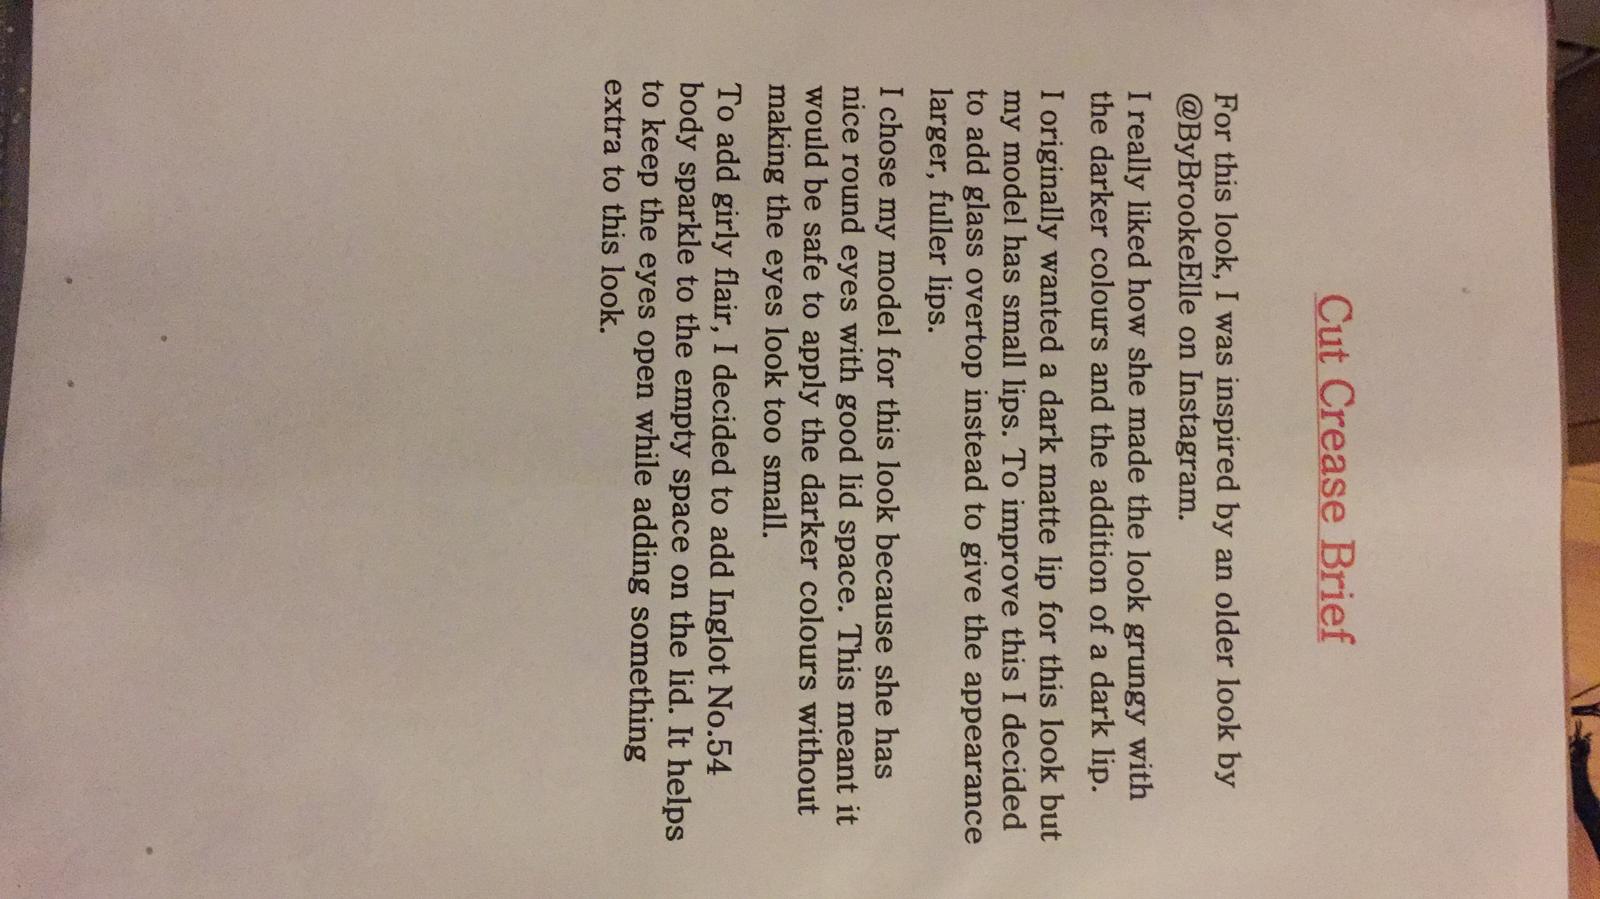 Cut Crease Brief
For this look, I was inspired by an older look by
@ByBrookeElle on Instagram.
I really liked how she made the look grungy with
the darker colours and the addition of a dark lip.
I originally wanted a dark matte lip for this look but
my model has small lips. To improve this I decided
to add glass overtop instead to give the appearance
larger, fuller lips.
I chose my model for this look because she has
nice round eyes with good lid space. This meant it
would be safe to apply the darker colours without
making the eyes look too small.
To add girly flair, I decided to add Inglot No.54
body sparkle to the empty space on the lid. It helps
to keep the eyes open while adding something
extra to this look.